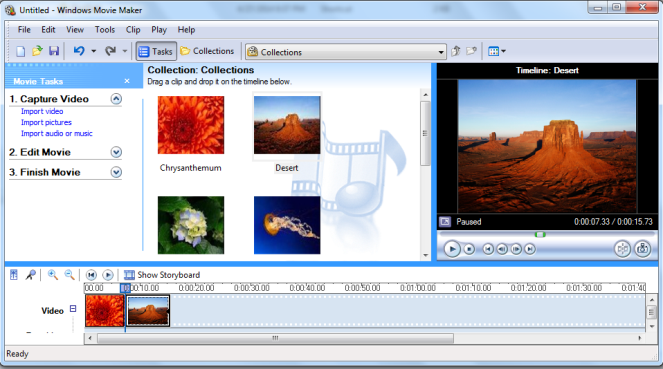 Untitled - Windows Movie Maker
File Edit View Tools Clip Play Help
Tasks Collections Collections
Movie Tasks ×
Collection: Collections
Drag a clip and drop it on the timeline below.
1. Capture Video
Import video
Import pictures
Import audio or music
2. Edit Movie
3. Finish Movie
Chrysanthemum
Desert
Timeline: Desert
Paused 0:00:07.33 / 0:00:15.73
Show Storyboard
00.00 0:00:10.00 0:00:20.00 0:00:30.00 0:00:40.00 0:00:50.00 0:01:00.00 0:01:10.00 0:01:20.00 0:01:30.00 0:01:40
Video
Ready